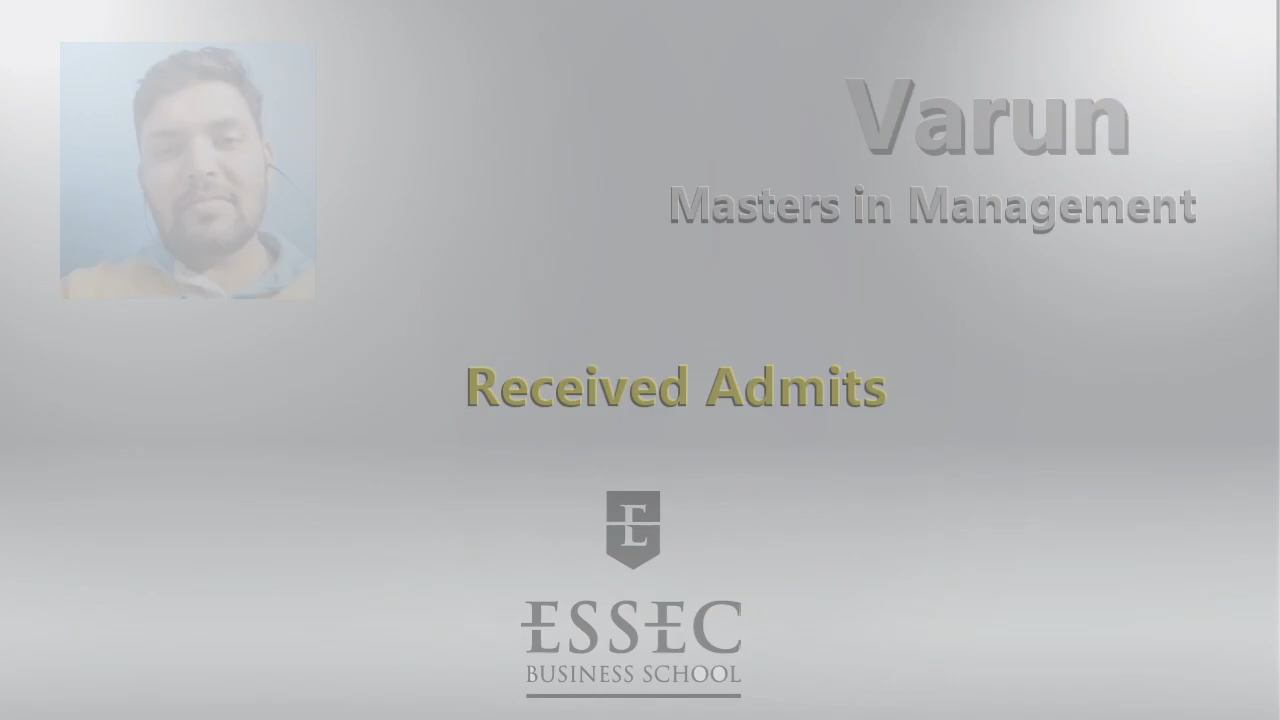 Varun
Masters in Management
Received Admits
E
ESSEC
BUSINESS SCHOOL